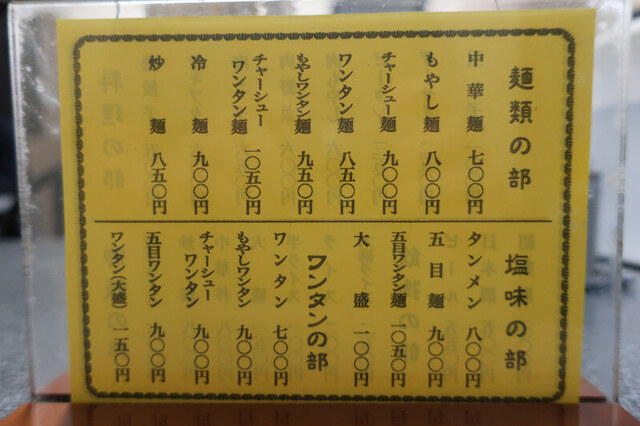 麺類の部
中華麺 七〇〇円
もやし麺 八〇〇円
チャーシュー麺 九〇〇円
ワンタン麺 八五〇円
もやしワンタン麺 九五〇円
チャーシューワンタン麺 一〇五〇円
冷麺 九〇〇円
炒麺 八五〇円
塩味の部
タンメン 八〇〇円
五目麺 九〇〇円
五目ワンタン麺 一〇五〇円
大盛 一〇〇円
ワンタンの部
ワンタン 七〇〇円
もやしワンタン 九〇〇円
チャーシューワンタン 九〇〇円
五目ワンタン 九〇〇円
ワンタン(大盛) 一五〇円